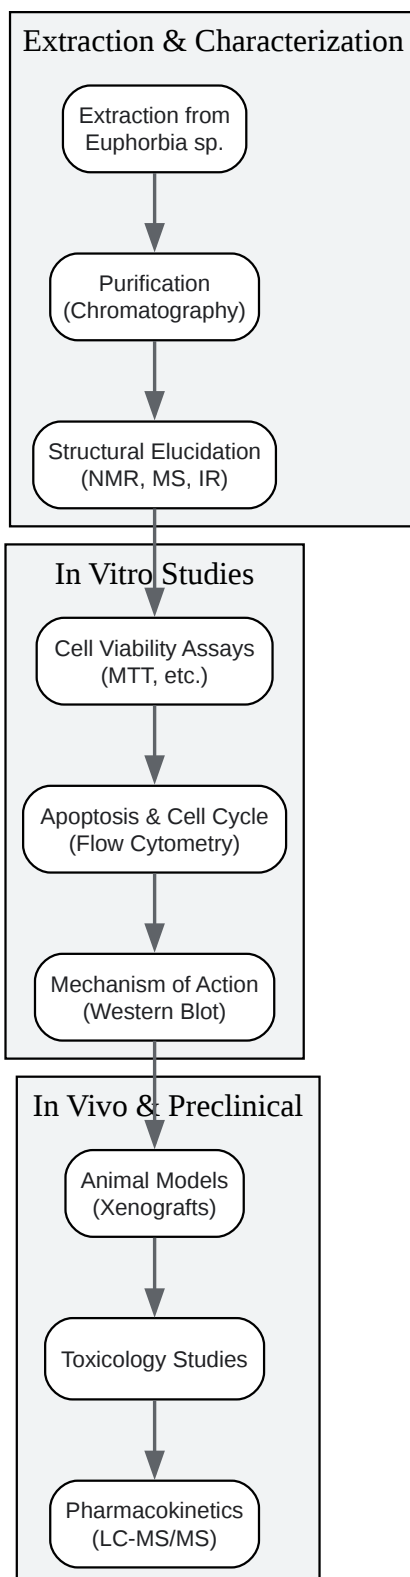 Extraction & Characterization
Extraction from
Euphorbia sp.
Purification
(Chromatography)
Structural Elucidation
(NMR, MS, IR)
In Vitro Studies
Cell Viability Assays
(MTT, etc.)
Apoptosis & Cell Cycle
(Flow Cytometry)
Mechanism of Action
(Western Blot)
In Vivo & Preclinical
Animal Models
(Xenografts)
Toxicology Studies
Pharmacokinetics
(LC-MS/MS)